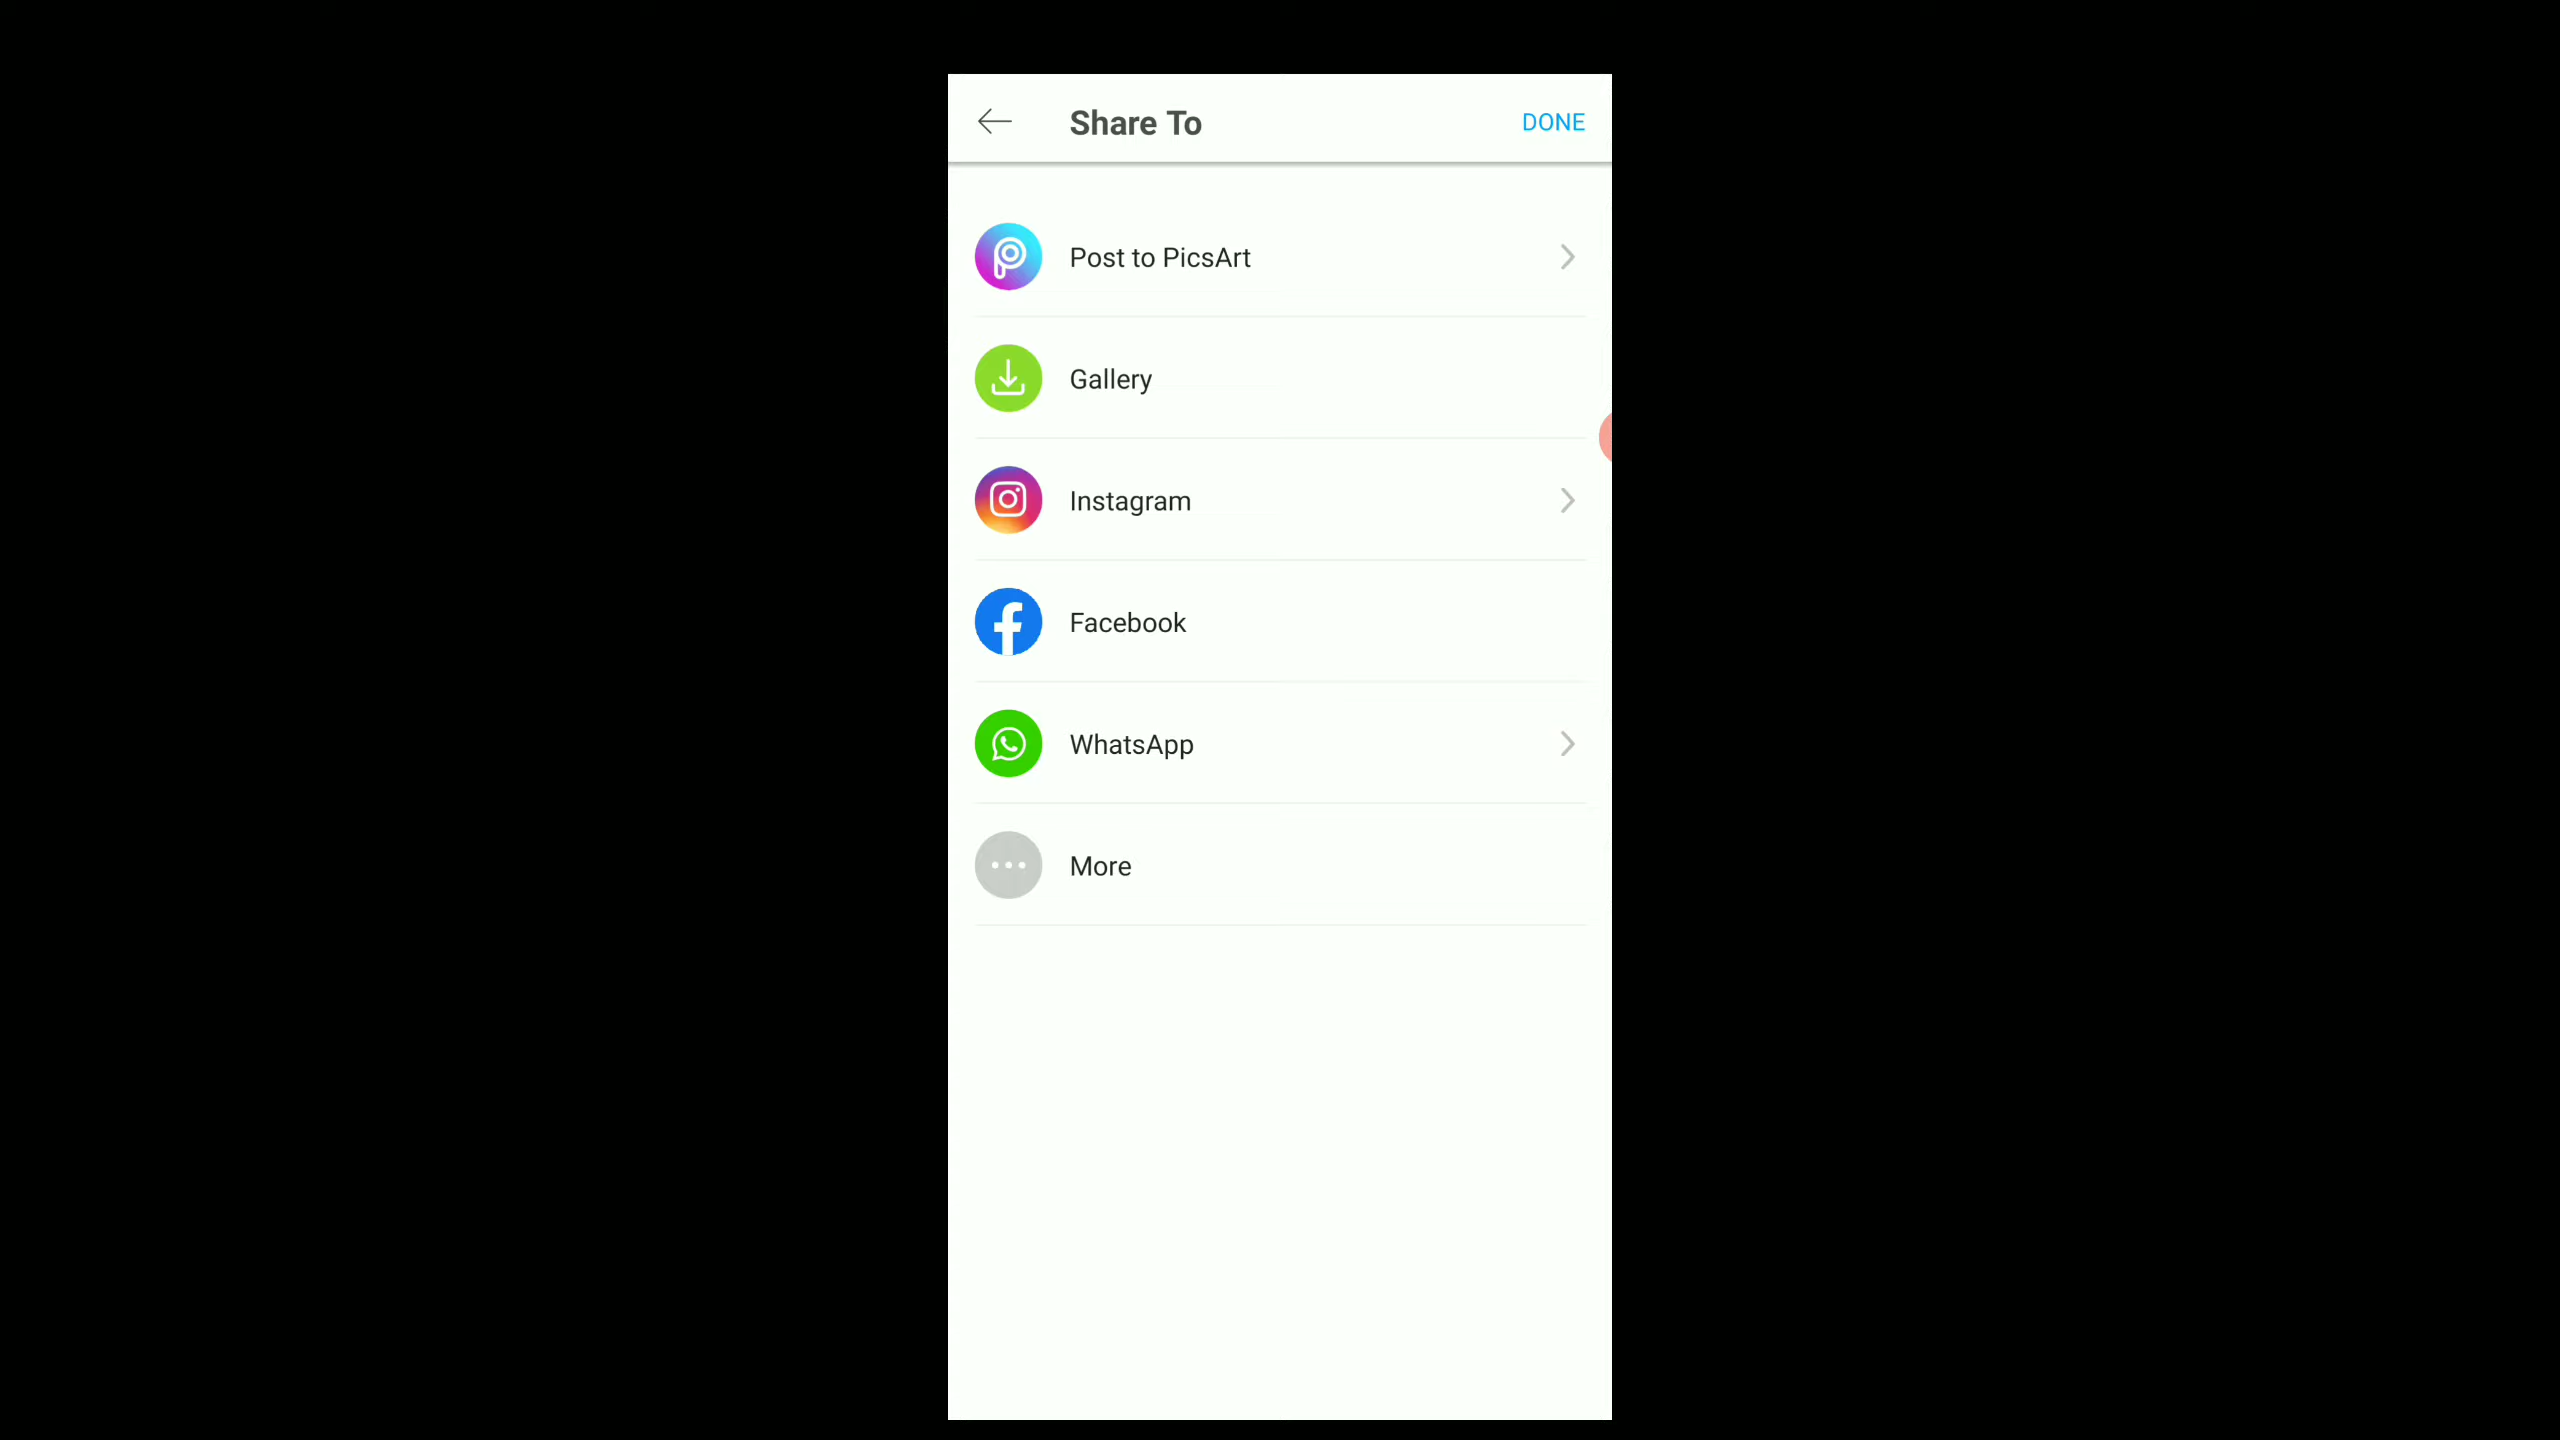 Share To
DONE
Post to PicsArt
Gallery
Instagram
Facebook
WhatsApp
More